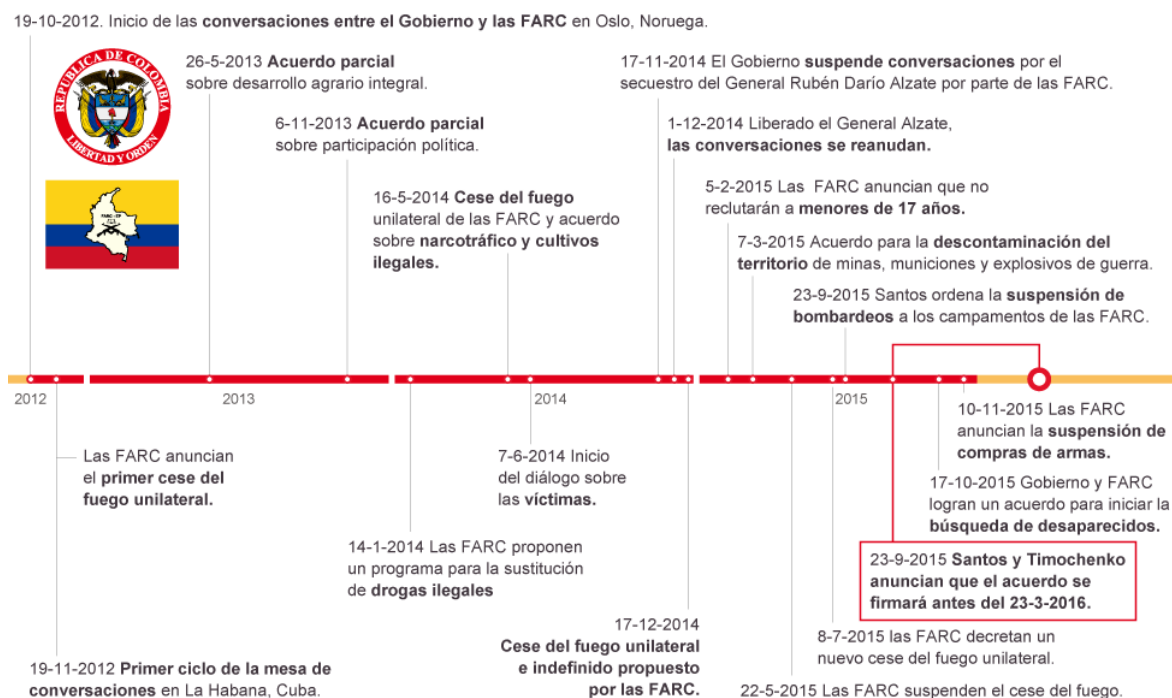 19-10-2012. Inicio de las conversaciones entre el Gobierno y las FARC en Oslo, Noruega.
REPUBLICA DE COLOMBIA
LIBERTAD Y ORDEN
FARC-EP
26-5-2013 Acuerdo parcial
sobre desarrollo agrario integral.
6-11-2013 Acuerdo parcial
sobre participación política.
16-5-2014 Cese del fuego
unilateral de las FARC y acuerdo
sobre narcotráfico y cultivos
ilegales.
17-11-2014 El Gobierno suspende conversaciones por el
secuestro del General Rubén Darío Alzate por parte de las FARC.
1-12-2014 Liberado el General Alzate,
las conversaciones se reanudan.
5-2-2015 Las FARC anuncian que no
reclutarán a menores de 17 años.
7-3-2015 Acuerdo para la descontaminación del
territorio de minas, municiones y explosivos de guerra.
23-9-2015 Santos ordena la suspensión de
bombardeos a los campamentos de las FARC.
2012
2013
2014
2015
Las FARC anuncian
el primer cese del
fuego unilateral.
7-6-2014 Inicio
del diálogo sobre
las víctimas.
10-11-2015 Las FARC
anuncian la suspensión de
compras de armas.
17-10-2015 Gobierno y FARC
logran un acuerdo para iniciar la
búsqueda de desaparecidos.
14-1-2014 Las FARC proponen
un programa para la sustitución
de drogas ilegales
23-9-2015 Santos y Timochenko
anuncian que el acuerdo se
firmará antes del 23-3-2016.
17-12-2014
Cese del fuego unilateral
e indefinido propuesto
por las FARC.
8-7-2015 las FARC decretan un
nuevo cese del fuego unilateral.
19-11-2012 Primer ciclo de la mesa de
conversaciones en La Habana, Cuba.
22-5-2015 Las FARC suspenden el cese del fuego.